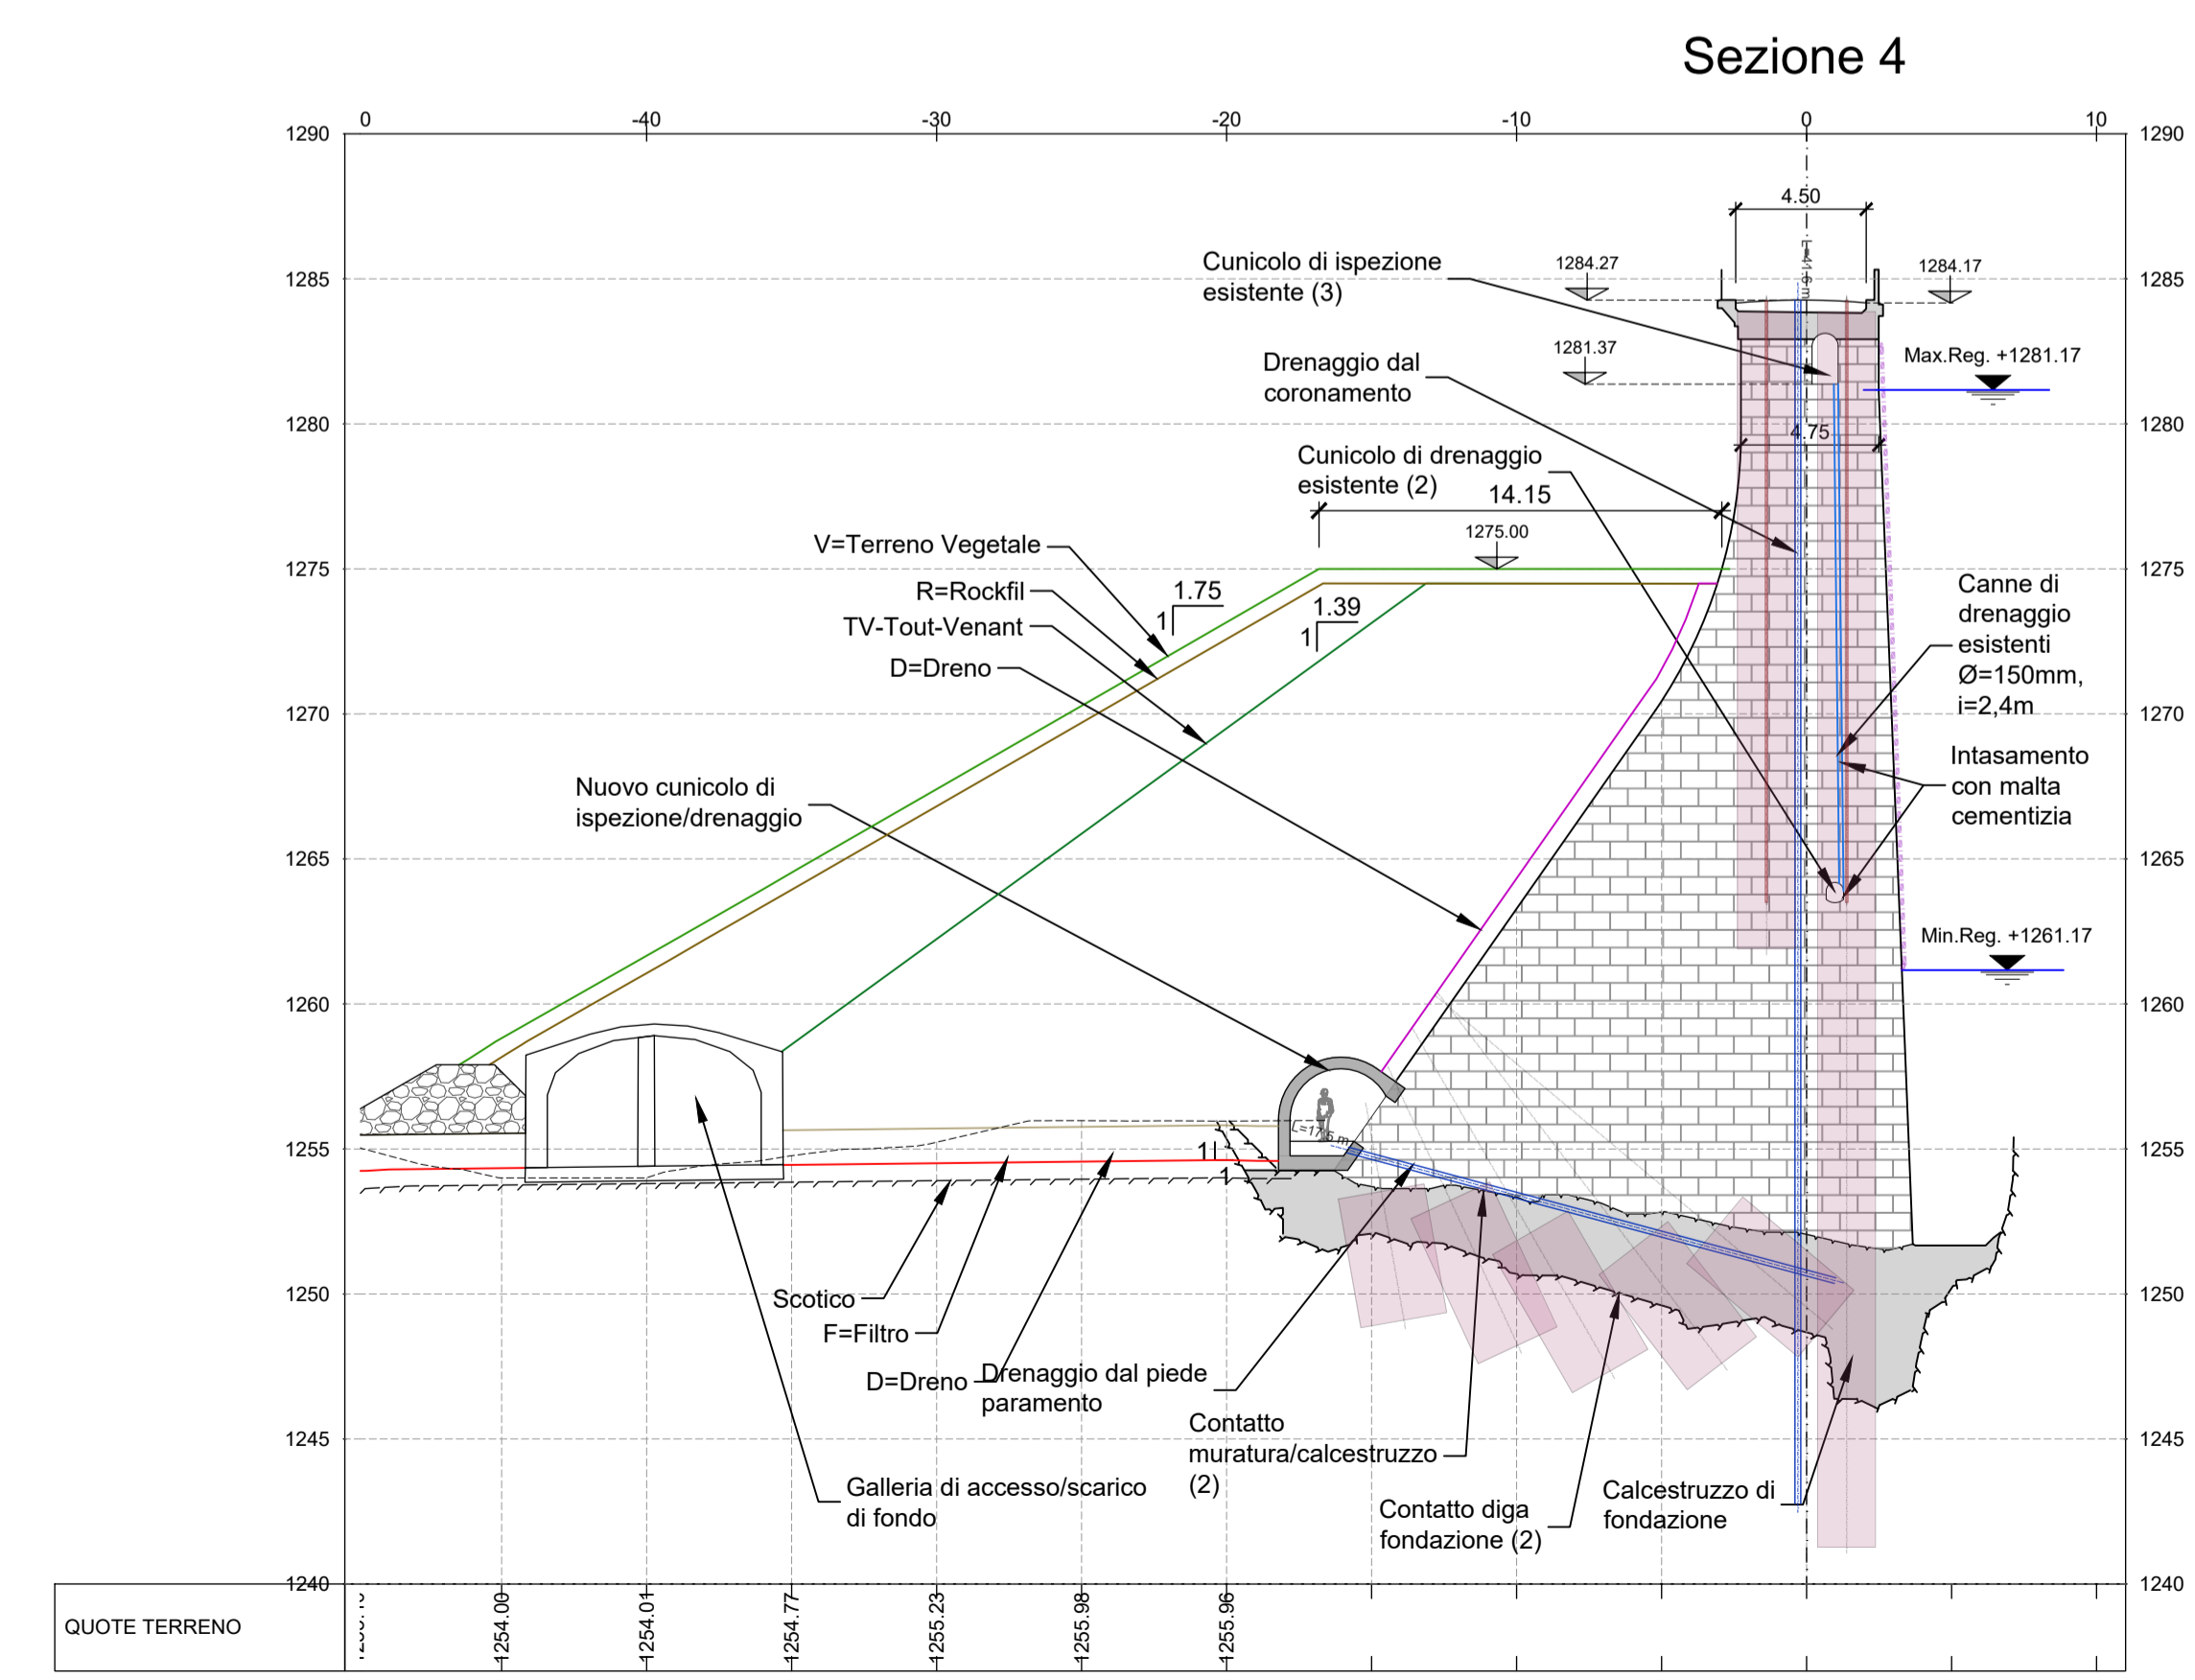 Sezione 4
0 -40 -30 -20 -10 0 10
1290 1290
4.50
L=41.6 m
Cunicolo di ispezione
esistente (3)
1284.27
1284.17
1285 1285
Drenaggio dal
coronamento
1281.37
Max.Reg. +1281.17
1280 1280
4.75
Cunicolo di drenaggio
esistente (2)
14.15
1275.00
V=Terreno Vegetale
R=Rockfil
TV-Tout-Venant
D=Dreno
1275 1275
1.75
1
1.39
1
Canne di
drenaggio
esistenti
Ø=150mm,
i=2,4m
1270 1270
Intasamento
con malta
cementizia
Nuovo cunicolo di
ispezione/drenaggio
1265 1265
Min.Reg. +1261.17
1260 1260
L=17.5 m
1255 1255
1
1
Scotico
F=Filtro
D=Dreno
1250 1250
Drenaggio dal piede
paramento
Contatto
muratura/calcestruzzo
(2)
1245 1245
Galleria di accesso/scarico
di fondo
Contatto diga
fondazione (2)
Calcestruzzo di
fondazione
1240 1240
QUOTE TERRENO
1254.00
1254.01
1254.77
1255.23
1255.98
1255.96